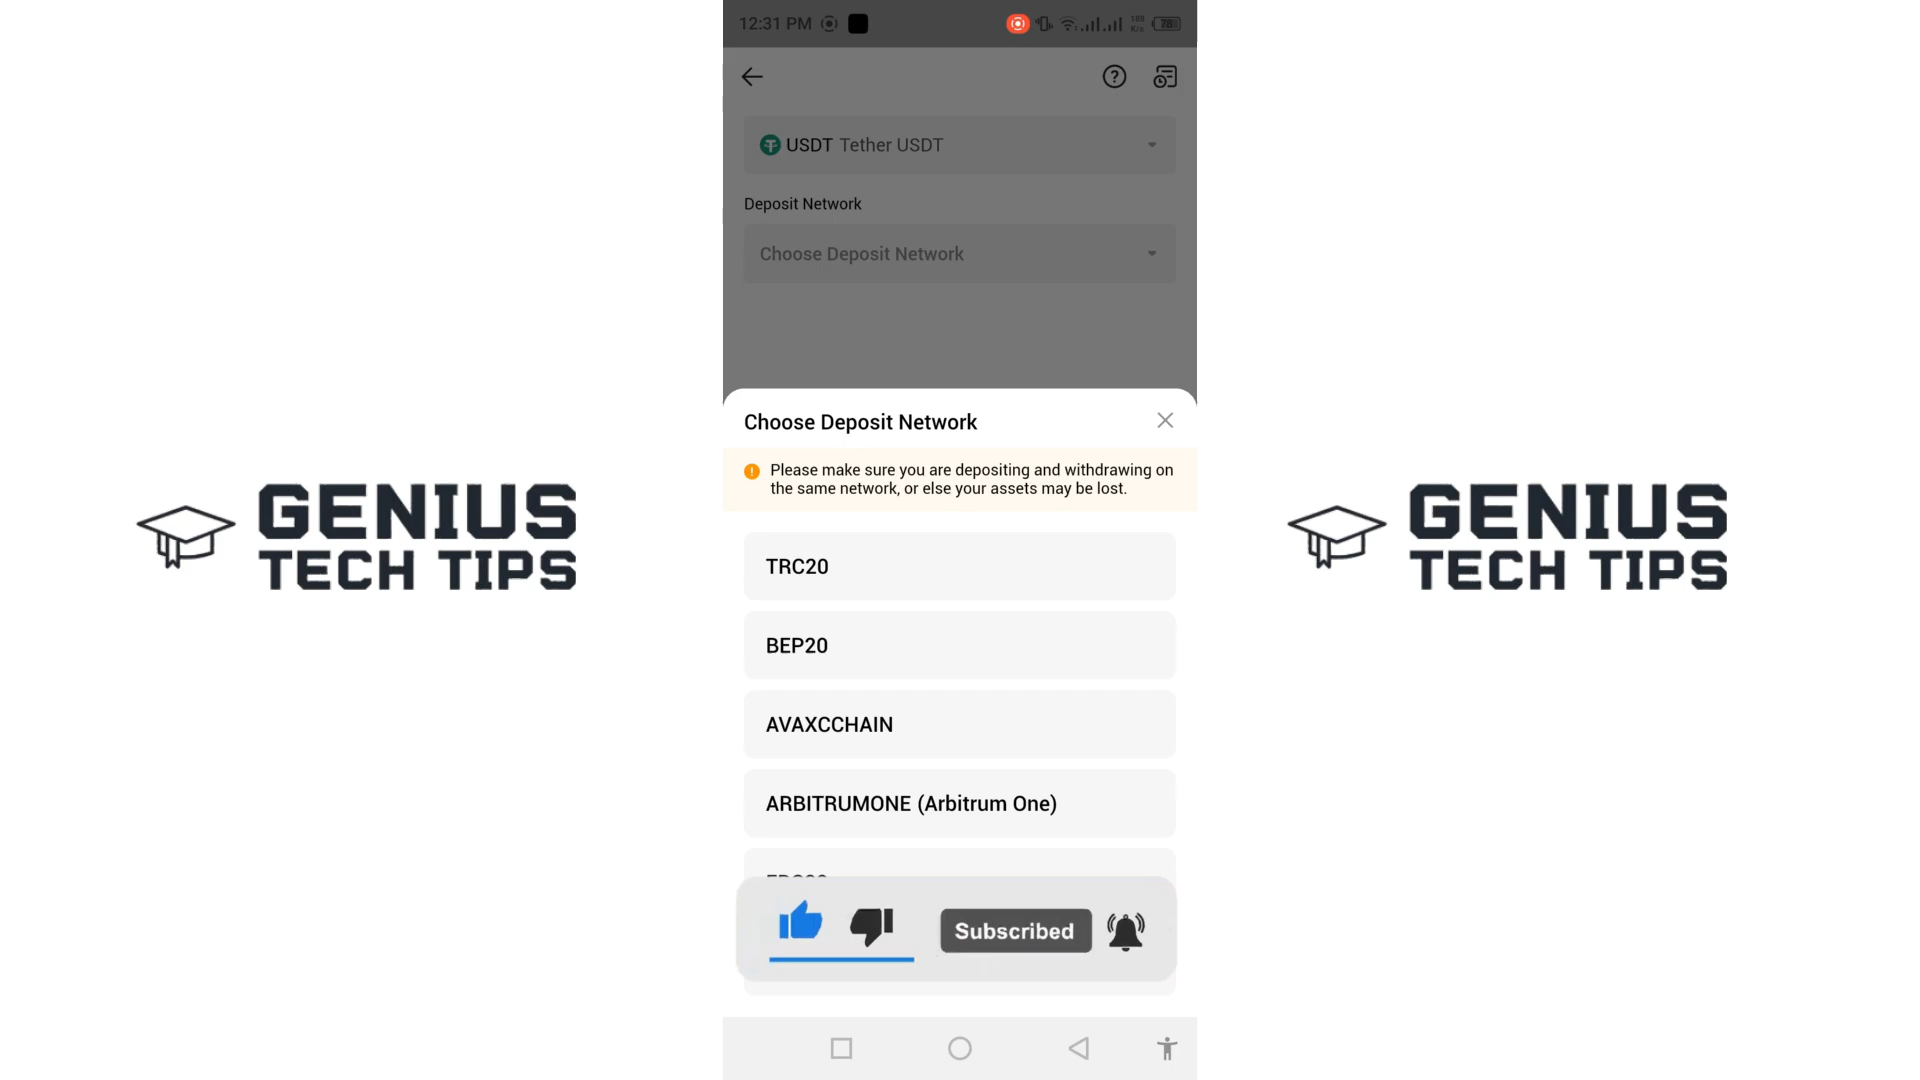 12:31 PM
188
K/s
78
USDT Tether USDT
Deposit Network
Choose Deposit Network
Choose Deposit Network
Please make sure you are depositing and withdrawing on
the same network, or else your assets may be lost.
TRC20
BEP20
AVAXCCHAIN
ARBITRUMONE (Arbitrum One)
Subscribed
GENIUS
TECH TIPS
GENIUS
TECH TIPS